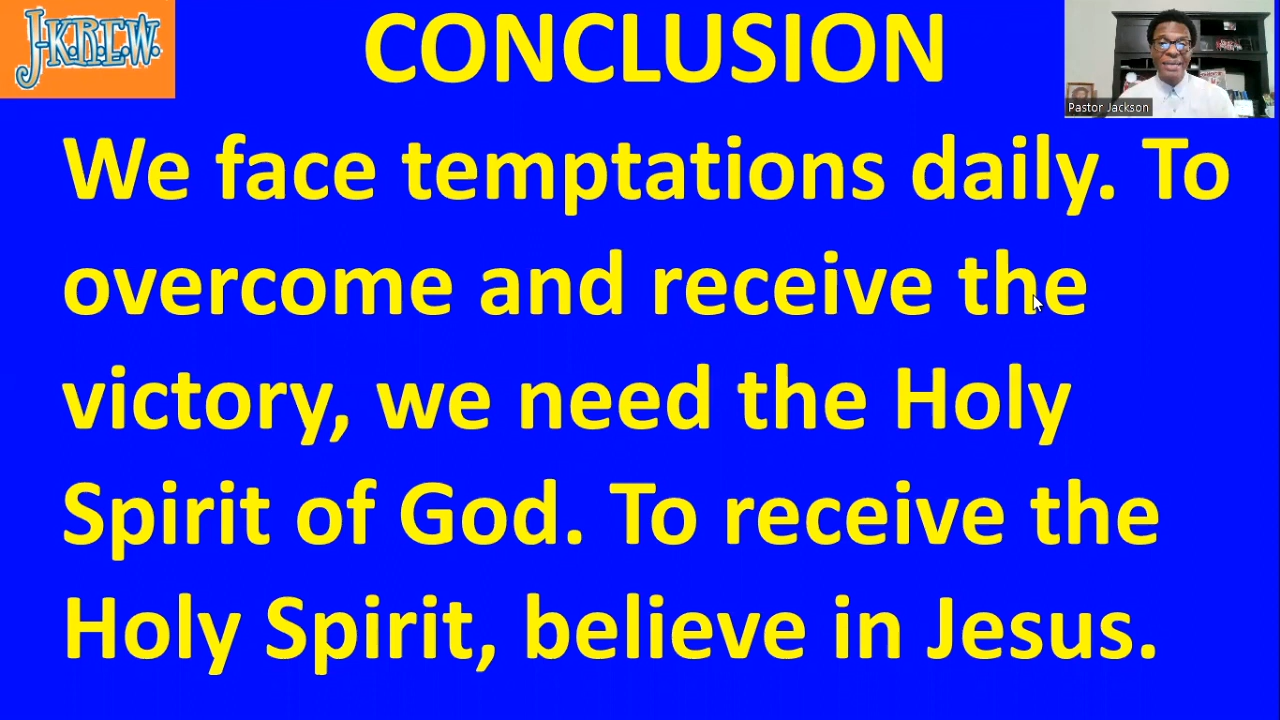 J-K.R.E.W.
CONCLUSION
Pastor Jackson
We face temptations daily. To
overcome and receive the
victory, we need the Holy
Spirit of God. To receive the
Holy Spirit, believe in Jesus.